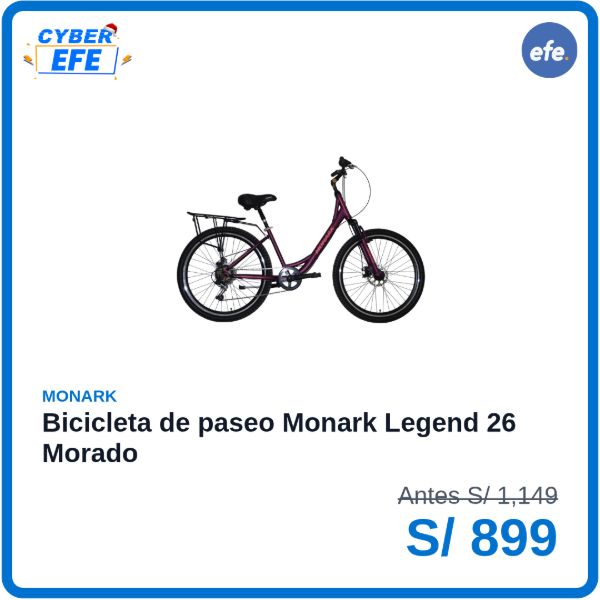 CYBER
EFE
efe.
MONARK
Bicicleta de paseo Monark Legend 26
Morado
Antes S/ 1,149
S/ 899